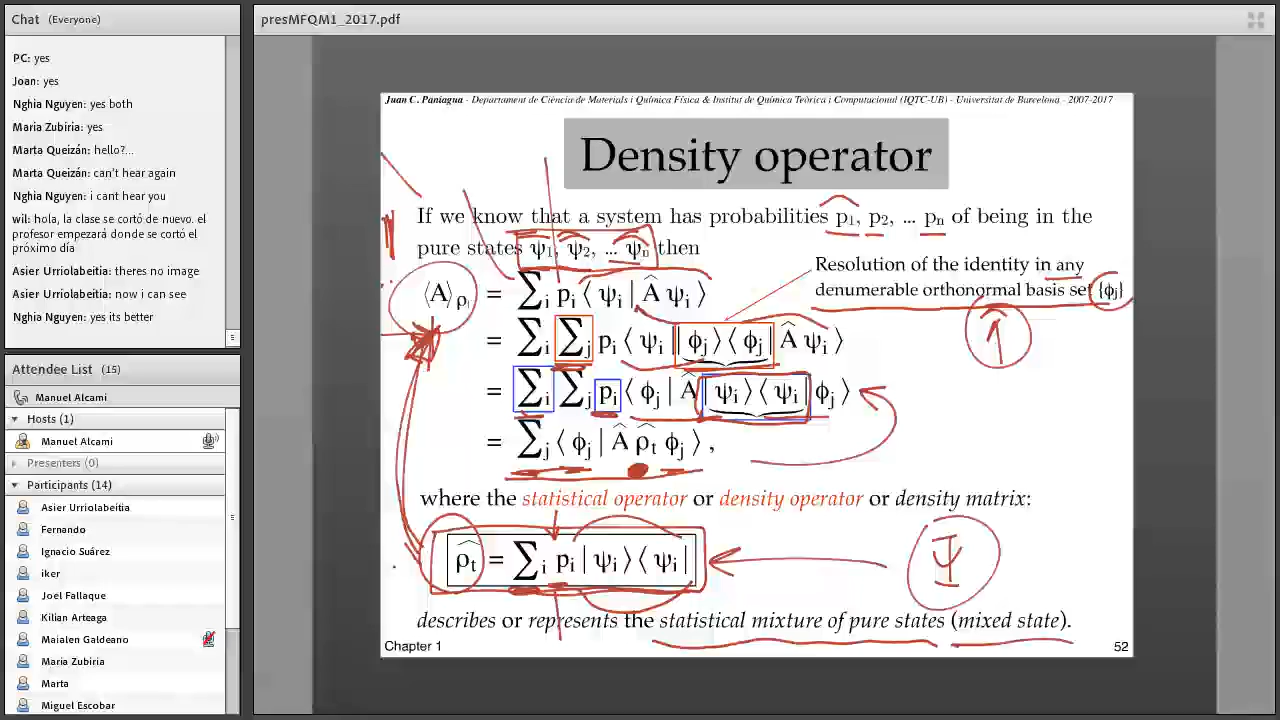 Chat (Everyone)
PC: yes
Joan: yes
Nghia Nguyen: yes both
Maria Zubiria: yes
Marta Queizán: hello?...
Marta Queizán: can't hear again
Nghia Nguyen: i cant hear you
wil: hola, la clase se cortó de nuevo. el
profesor empezará donde se cortó el
próximo día
Asier Urriolabeitia: theres no image
Asier Urriolabeitia: now i can see
Nghia Nguyen: yes its better
Attendee List (15)
Manuel Alcami
Hosts (1)
Manuel Alcami
Presenters (0)
Participants (14)
Asier Urriolabeitia
Fernando
Ignacio Suárez
iker
Joel Fallaque
Kilian Arteaga
Maialen Galdeano
Maria Zubiria
Marta
Miguel Escobar
presMFQM1_2017.pdf
Juan C. Paniagua - Departament de Ciència de Materials i Química Física & Institut de Química Teòrica i Computacional (IQTC-UB) - Universitat de Barcelona - 2007-2017
Density operator
If we know that a system has probabilities p1, p2, ... pn of being in the
pure states ψ1, ψ2, ... ψn then
Resolution of the identity in any
denumerable orthonormal basis set {ϕj}
⟨A⟩ρt = ∑i pi ⟨ ψi | Â ψi ⟩
= ∑i ∑j pi ⟨ ψi | ϕj ⟩⟨ ϕj | Â ψi ⟩
= ∑i ∑j pi ⟨ ϕj | Â | ψi ⟩⟨ ψi | ϕj ⟩
= ∑j ⟨ ϕj | Â ρ̂t ϕj ⟩ ,
1
where the statistical operator or density operator or density matrix:
ρ̂t = ∑i pi | ψi ⟩⟨ ψi |
Ψ
describes or represents the statistical mixture of pure states (mixed state).
Chapter 1
52